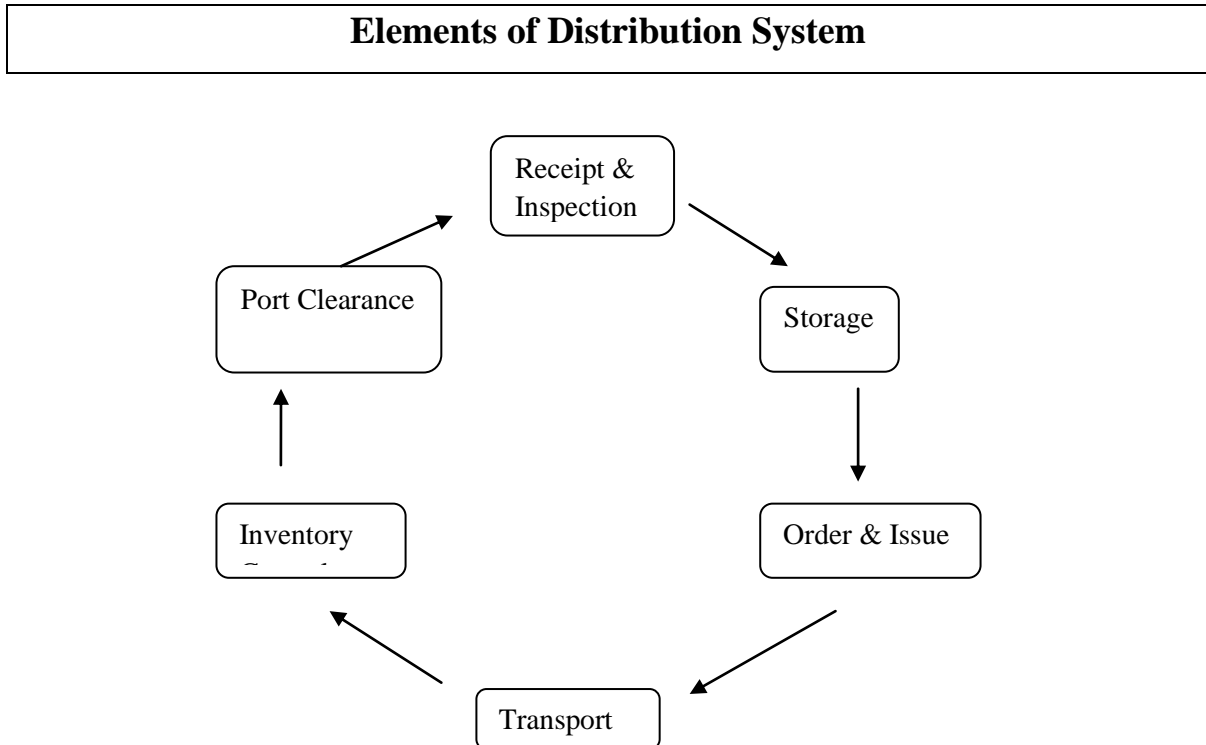 Elements of Distribution System
Receipt &
Inspection
Port Clearance
Storage
Inventory
Order & Issue
Transport